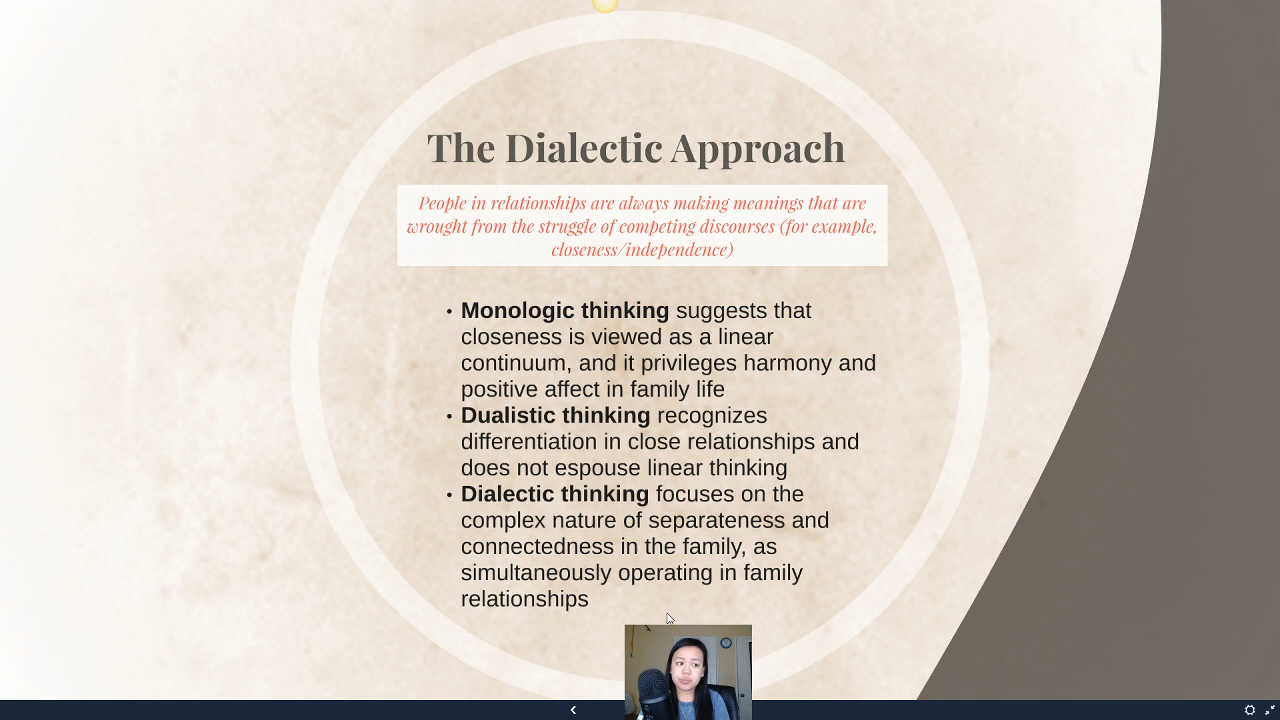 The Dialectic Approach
People in relationships are always making meanings that are
wrought from the struggle of competing discourses (for example,
closeness/independence)
• Monologic thinking suggests that
closeness is viewed as a linear
continuum, and it privileges harmony and
positive affect in family life
• Dualistic thinking recognizes
differentiation in close relationships and
does not espouse linear thinking
• Dialectic thinking focuses on the
complex nature of separateness and
connectedness in the family, as
simultaneously operating in family
relationships